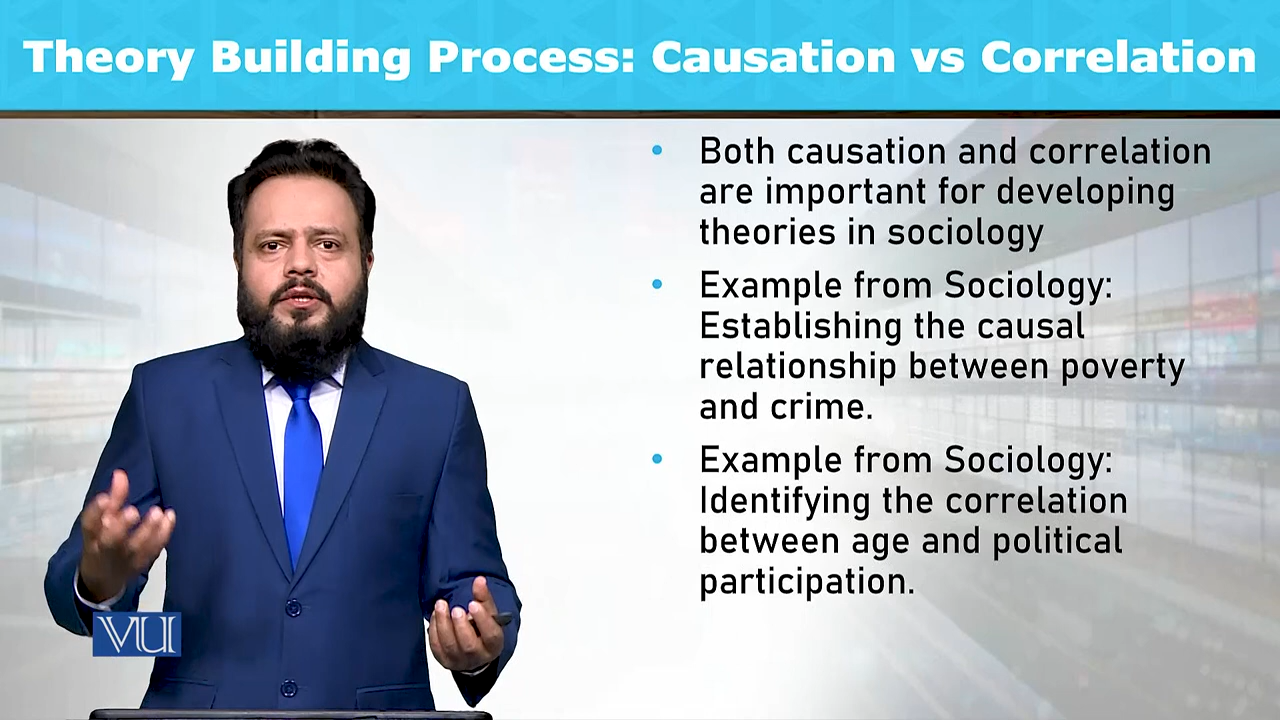 Theory Building Process: Causation vs Correlation
• Both causation and correlation
are important for developing
theories in sociology
• Example from Sociology:
Establishing the causal
relationship between poverty
and crime.
• Example from Sociology:
Identifying the correlation
between age and political
participation.
VU